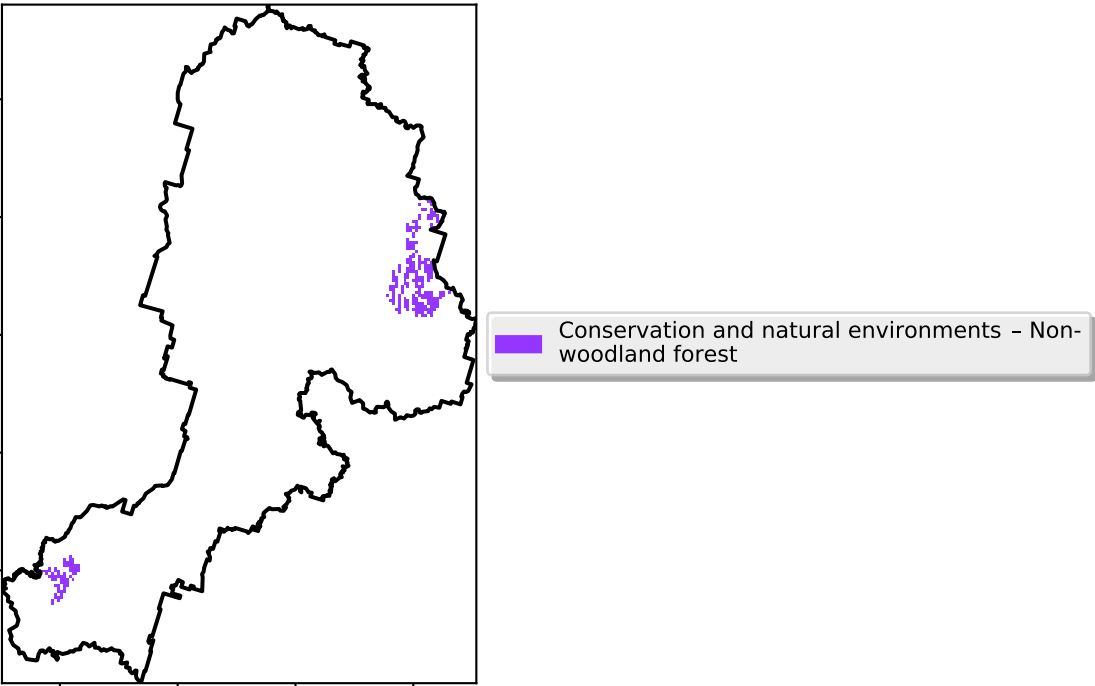 Conservation and natural environments – Non-
woodland forest